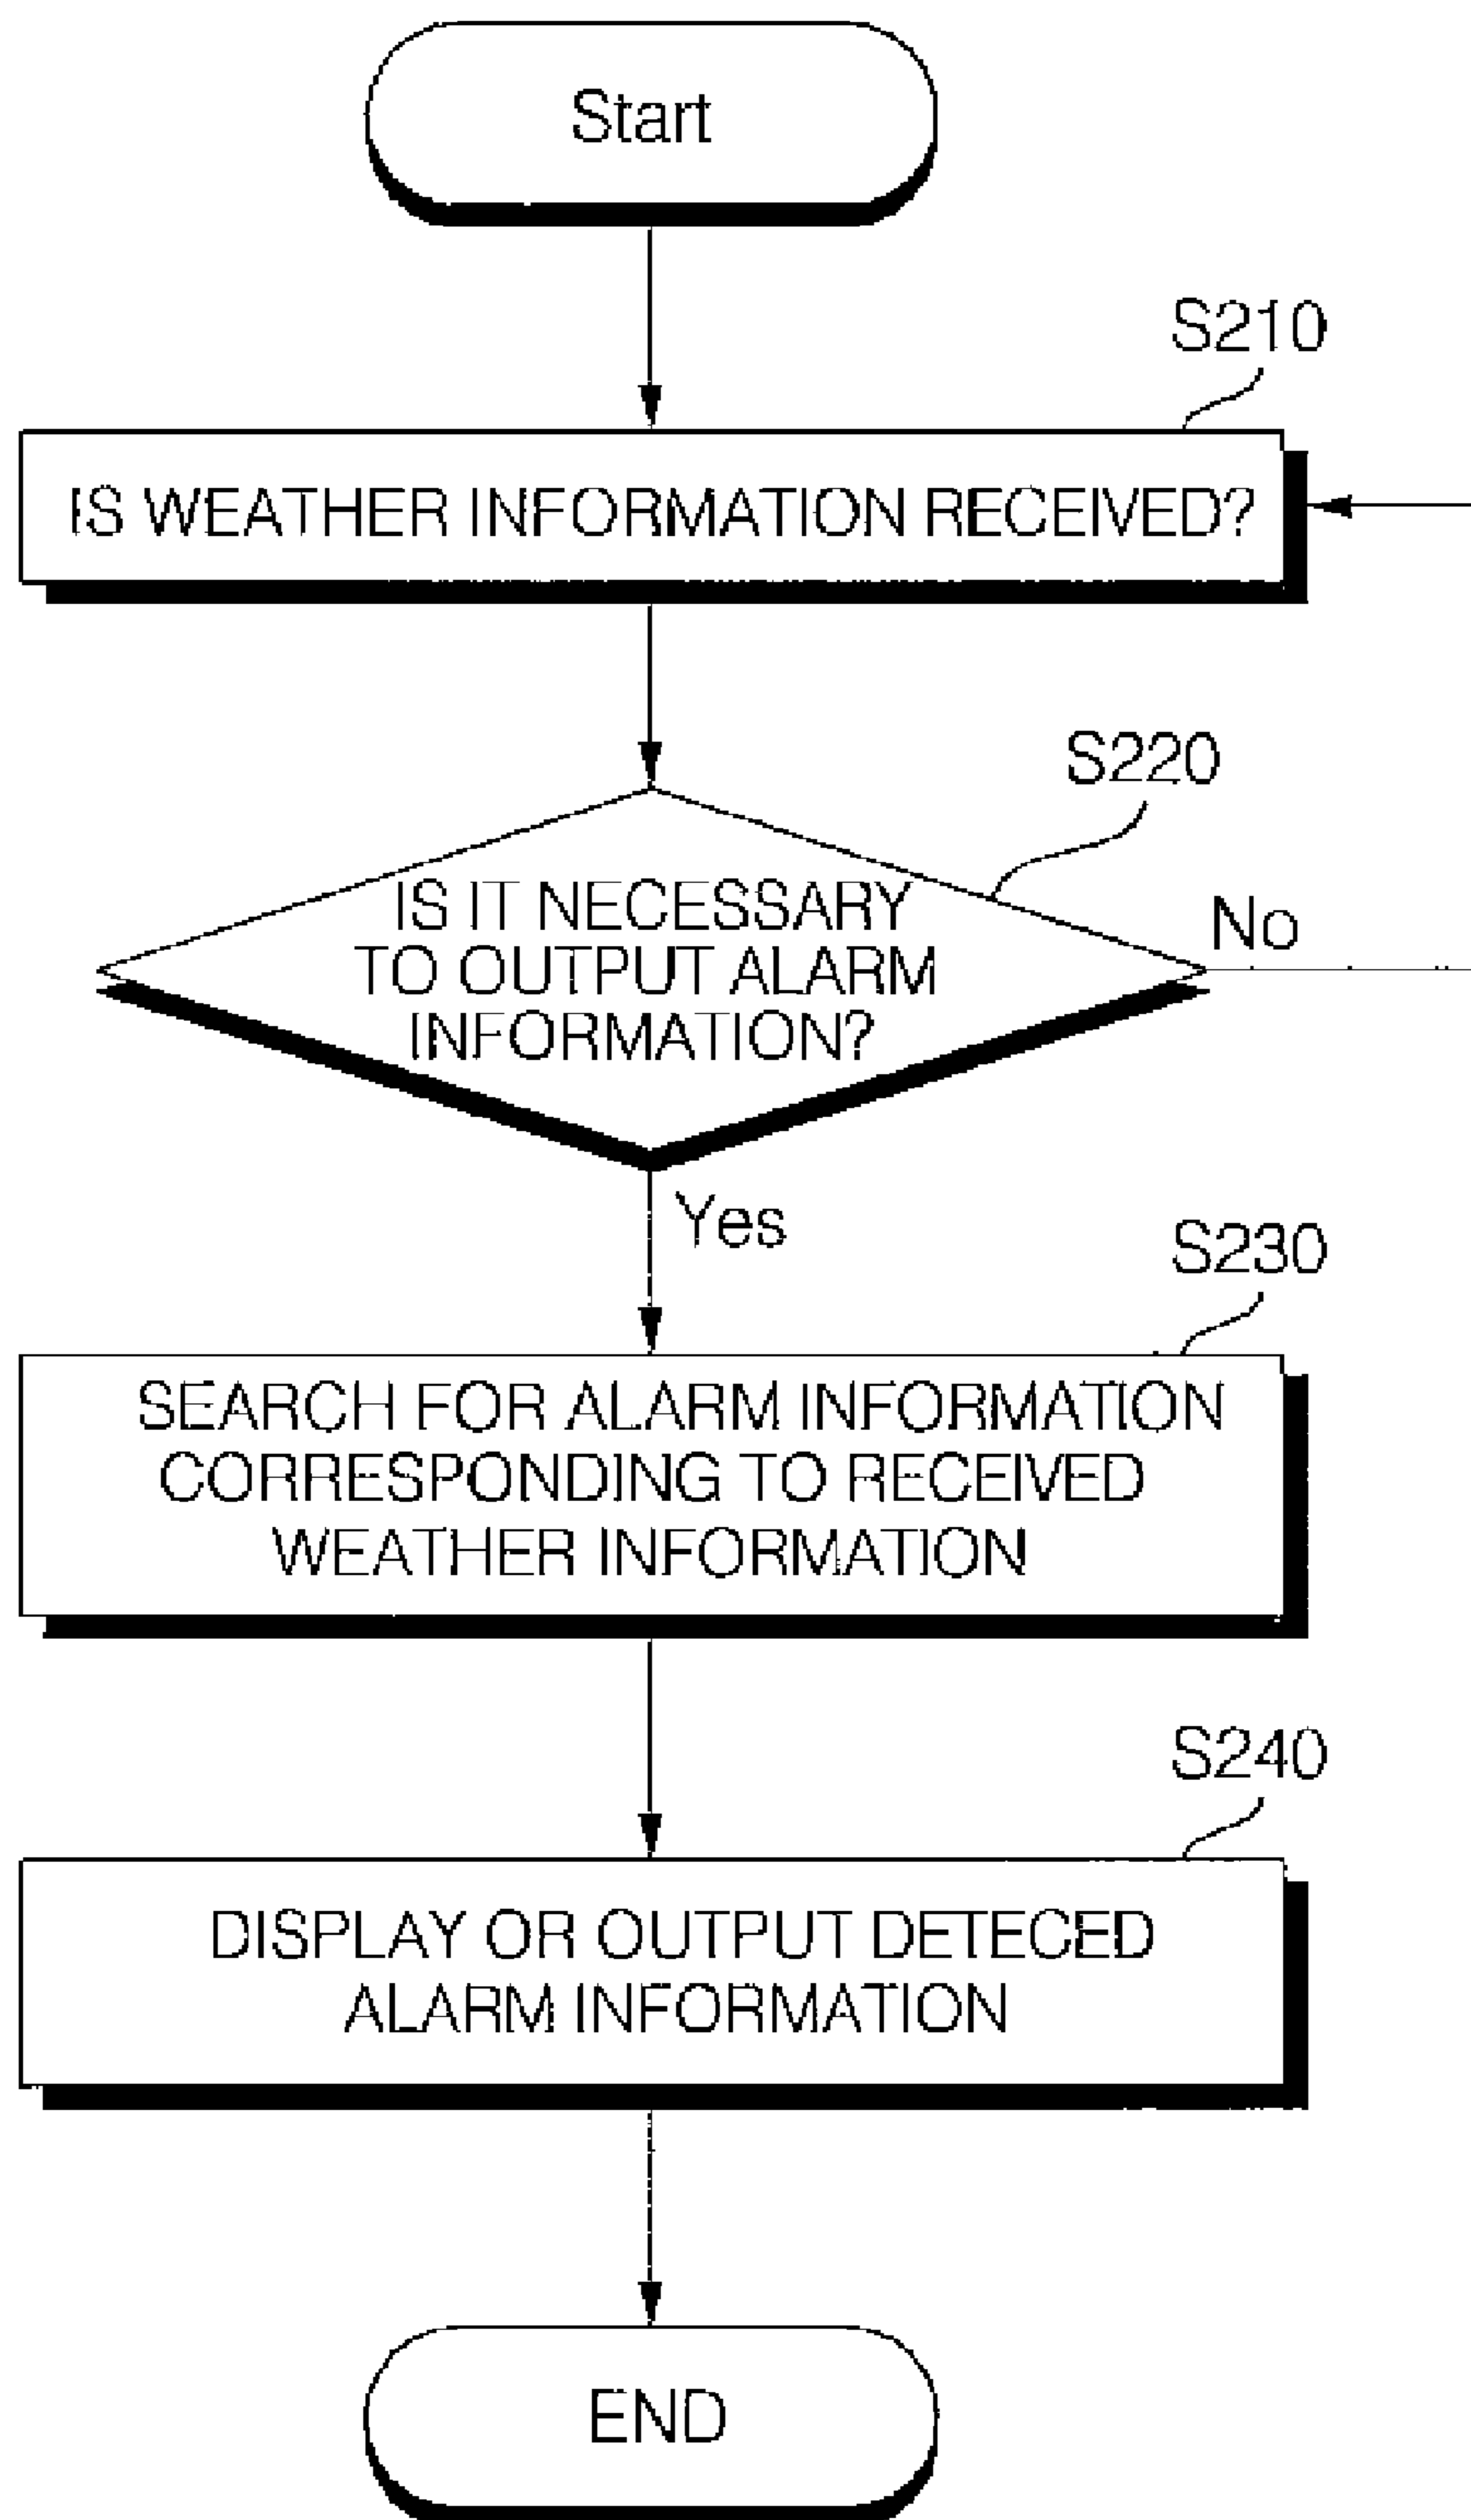 Start
S210
IS WEATHER INFORMATION RECEIVED?
S220
IS IT NECESSARY
TO OUTPUT ALARM
INFORMATION?
No
Yes
S230
SEARCH FOR ALARM INFORMATION
CORRESPONDING TO RECEIVED
WEATHER INFORMATION
S240
DISPLAY OR OUTPUT DETECED
ALARM INFORMATION
END